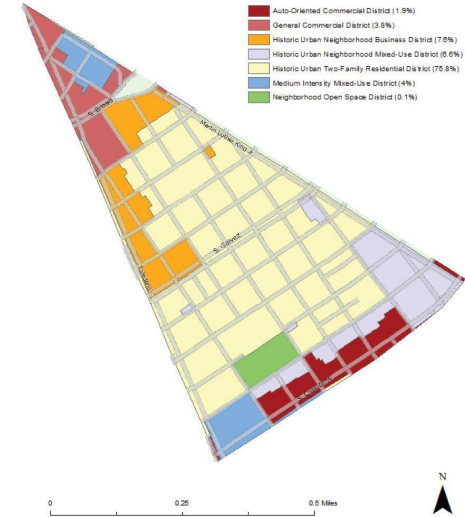 Auto-Oriented Commercial District (1.9%)
General Commercial District (3.8%)
Historic Urban Neighborhood Business District (7.6%)
Historic Urban Neighborhood Mixed-Use District (6.6%)
Historic Urban Two-Family Residential District (75.8%)
Medium Intensity Mixed-Use District (4%)
Neighborhood Open Space District (0.1%)
S. Broad
Martin Luther King Jr
S. Galvez
N
0 0.25 0.5 Miles